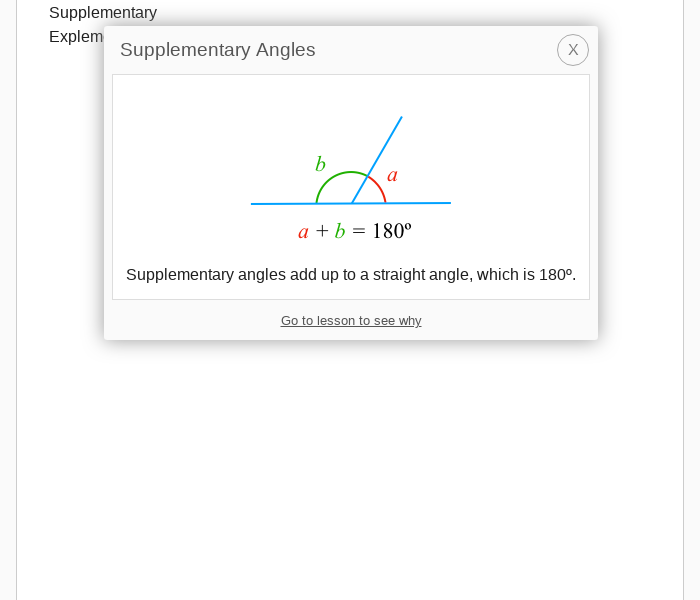 Supplementary
Supplementary Angles
X
b
a
a + b = 180º
Supplementary angles add up to a straight angle, which is 180º.
Go to lesson to see why